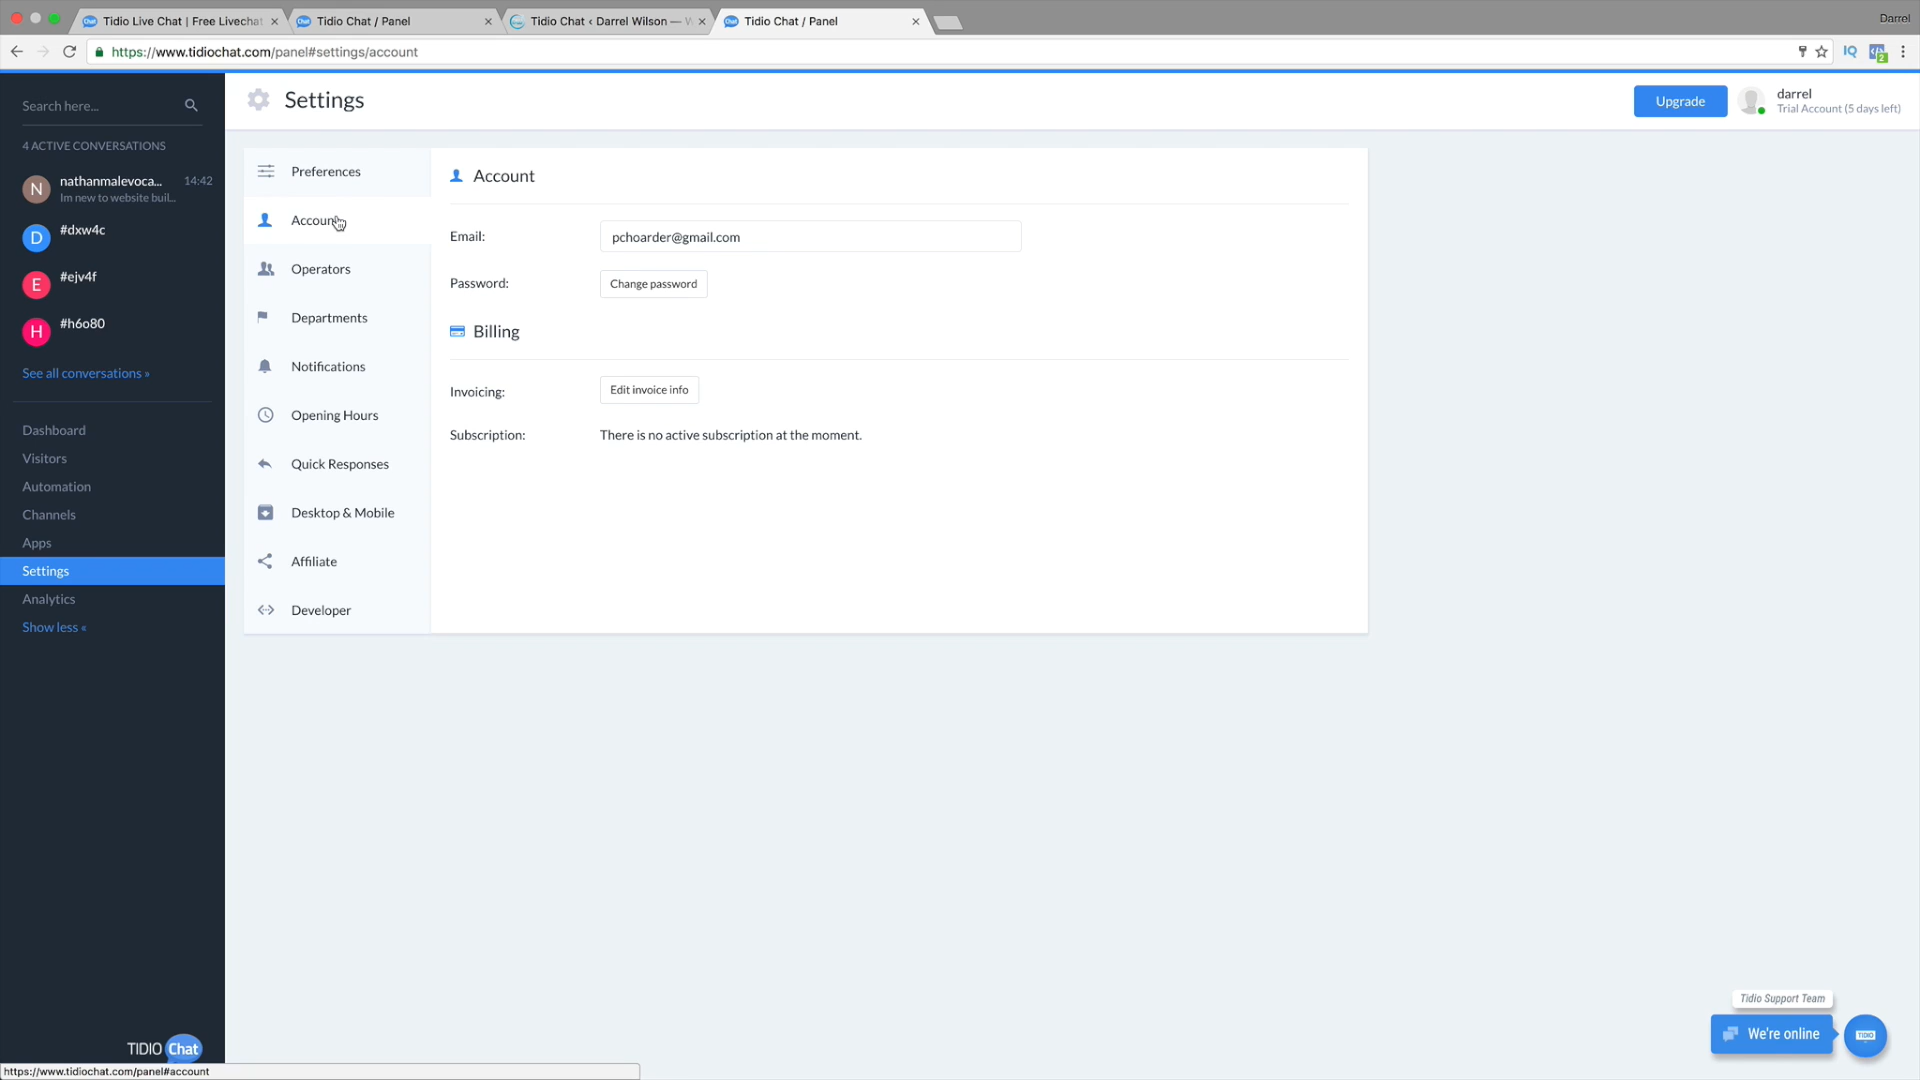 Tidio Live Chat | Free Livechat
Tidio Chat / Panel
Tidio Chat ‹ Darrel Wilson —
Tidio Chat / Panel
Darrel
https://www.tidiochat.com/panel#settings/account
IQ
2
Search here...
Settings
Upgrade
darrel
Trial Account (5 days left)
4 ACTIVE CONVERSATIONS
N
nathanmalevoca...
14:42
Im new to website buil...
D
#dxw4c
E
#ejv4f
H
#h6o80
See all conversations »
Dashboard
Visitors
Automation
Channels
Apps
Settings
Analytics
Show less «
Preferences
Account
Operators
Departments
Notifications
Opening Hours
Quick Responses
Desktop & Mobile
Affiliate
Developer
Account
Email:
pchoarder@gmail.com
Password:
Change password
Billing
Invoicing:
Edit invoice info
Subscription:
There is no active subscription at the moment.
Tidio Support Team
We're online
TIDIO
TIDIO Chat
https://www.tidiochat.com/panel#account